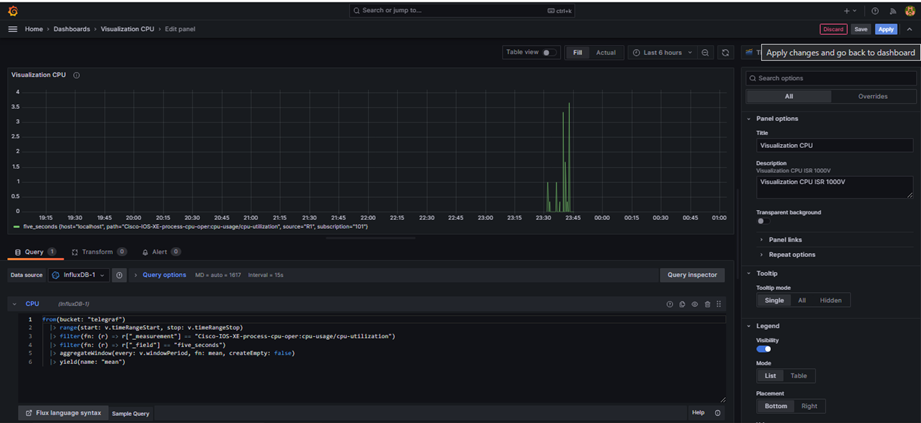 Search or jump to...
ctrl+k
Home
Dashboards
Visualization CPU
Edit panel
Discard
Save
Apply
Table view
Fill
Actual
Last 6 hours
Apply changes and go back to dashboard
Visualization CPU
4
3.5
3
2.5
2
1.5
1
0.5
0
19:15 19:30 19:45 20:00 20:15 20:30 20:45 21:00 21:15 21:30 21:45 22:00 22:15 22:30 22:45 23:00 23:15 23:30 23:45 00:00 00:15 00:30 00:45 01:00
five_seconds {host="localhost", path="Cisco-IOS-XE-process-cpu-oper:cpu-usage/cpu-utilization", source="R1", subscription="101"}
Query 1
Transform 0
Alert 0
Data source
InfluxDB-1
Query options
MD = auto = 1017
Interval = 15s
Query inspector
CPU
(InfluxDB-1)
1 from(bucket: "telegraf")
2 |> range(start: v.timeRangeStart, stop: v.timeRangeStop)
3 |> filter(fn: (r) => r["_measurement"] == "Cisco-IOS-XE-process-cpu-oper:cpu-usage/cpu-utilization")
4 |> filter(fn: (r) => r["_field"] == "five_seconds")
5 |> aggregateWindow(every: v.windowPeriod, fn: mean, createEmpty: false)
6 |> yield(name: "mean")
Flux language syntax
Sample Query
Help
Search options
All
Overrides
Panel options
Title
Visualization CPU
Description
Visualization CPU ISR 1000V
Visualization CPU ISR 1000V
Transparent background
Panel links
Repeat options
Tooltip
Tooltip mode
Single
All
Hidden
Legend
Visibility
Mode
List
Table
Placement
Bottom
Right